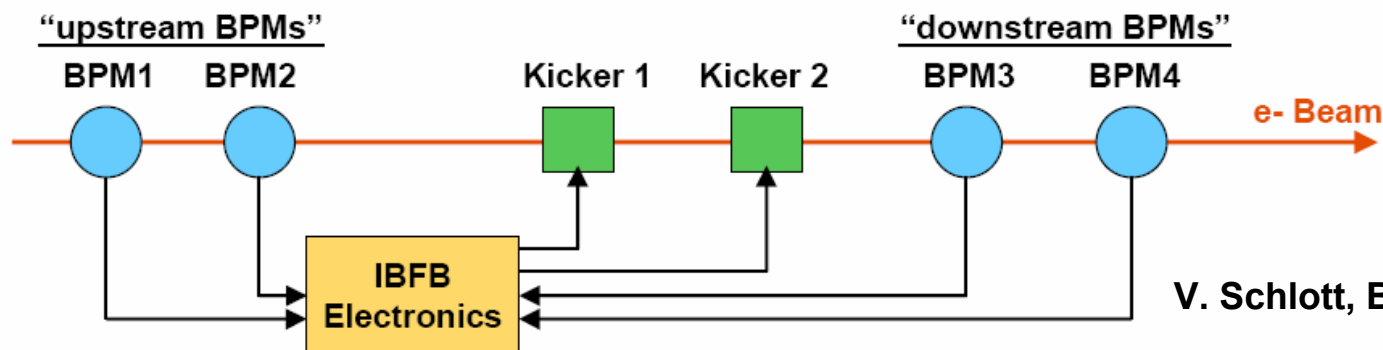 “upstream BPMs”
“downstream BPMs”
BPM1 BPM2 Kicker 1 Kicker 2 BPM3 BPM4
e- Beam
IBFB
Electronics
V. Schlott,